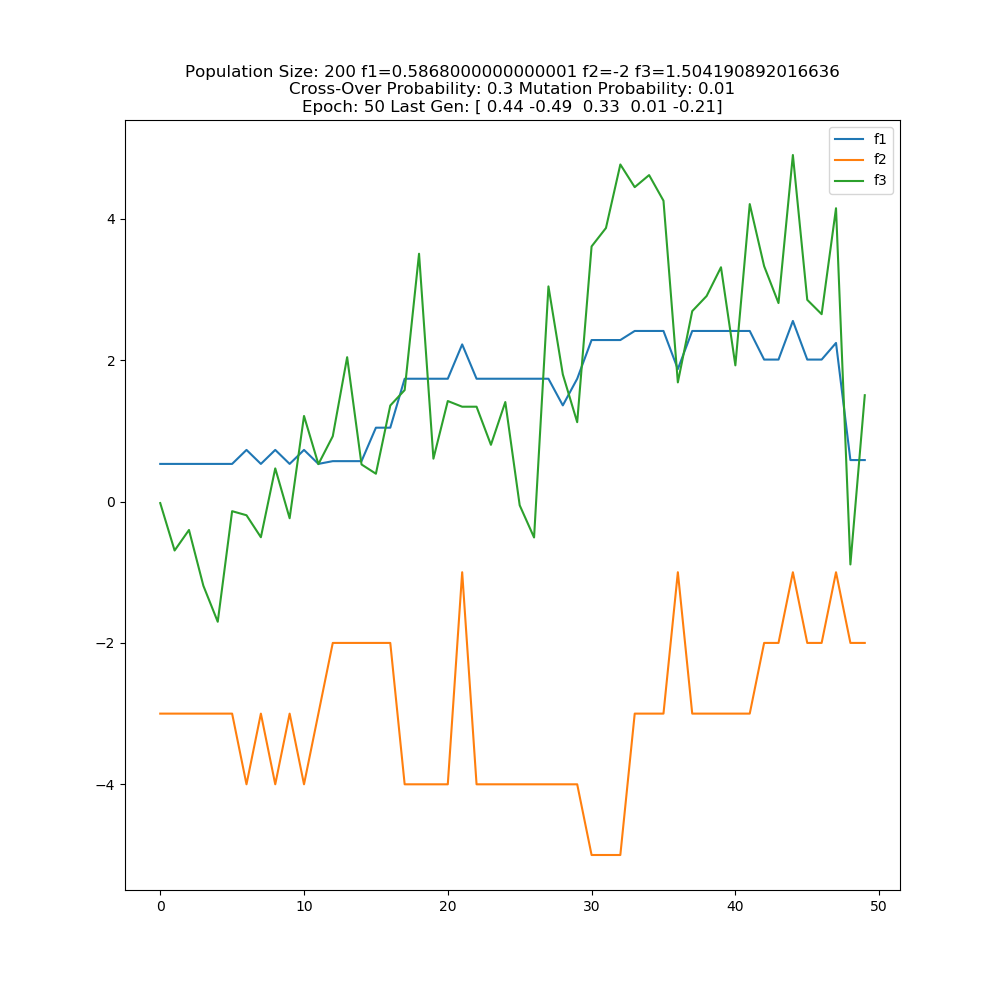 Population Size: 200 f1=0.5868000000000001 f2=-2 f3=1.504190892016636
Cross-Over Probability: 0.3 Mutation Probability: 0.01
Epoch: 50 Last Gen: [ 0.44 -0.49  0.33  0.01 -0.21]
f1
f2
f3
4
2
0
−2
−4
0 10 20 30 40 50